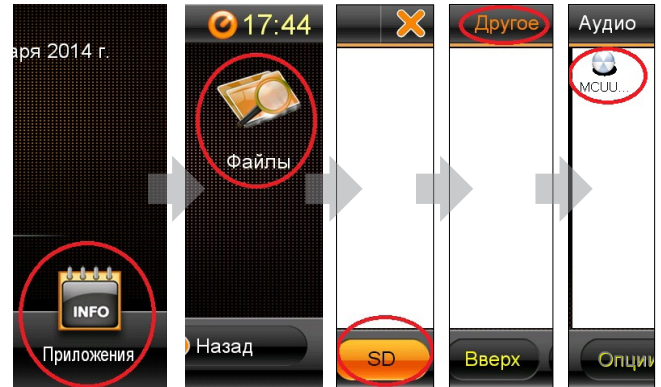 аря 2014 г.
INFO
Приложения
17:44
Файлы
Назад
SD
Другое
Вверх
Аудио
MCUU...
Опции